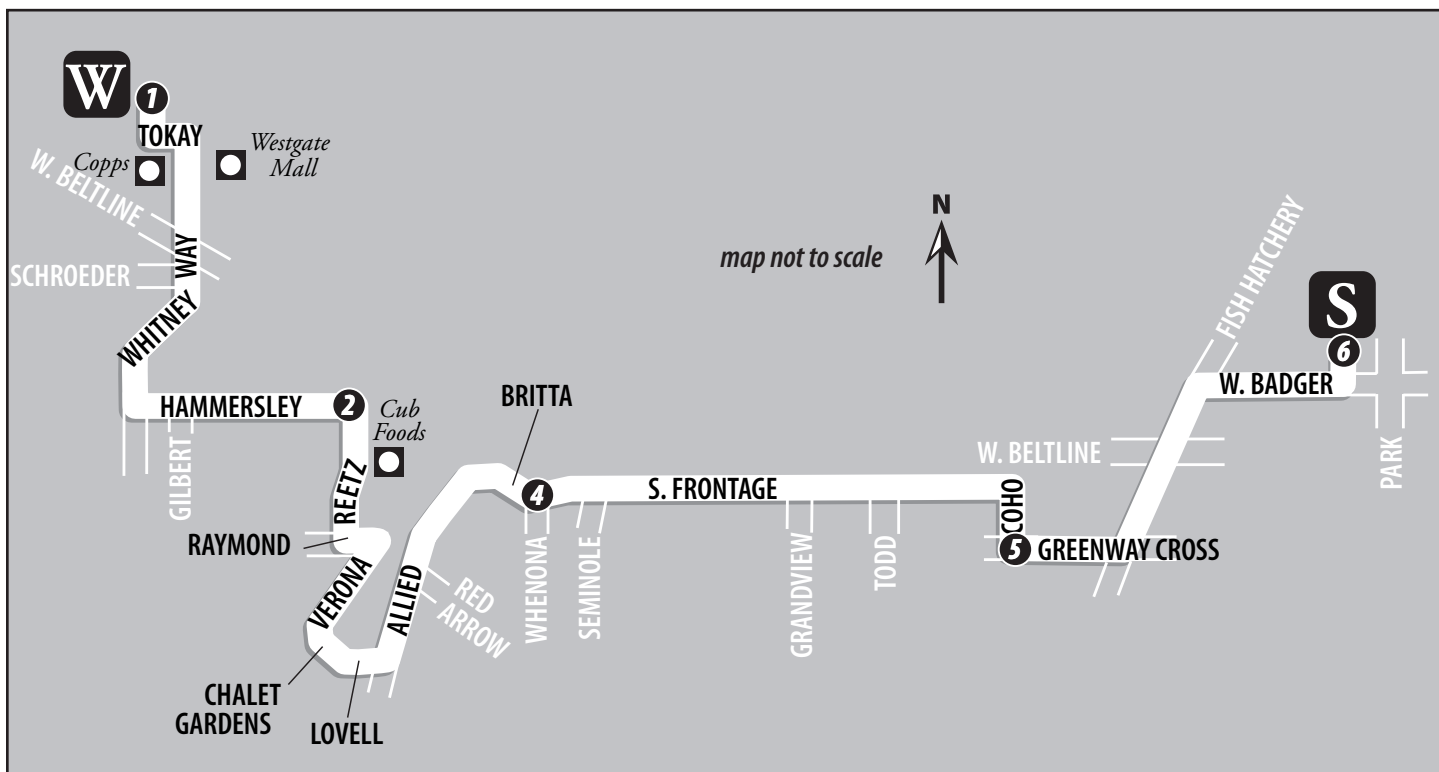 W
1
TOKAY
Copps
Westgate
Mall
W. BELTLINE
SCHROEDER
WHITNEY WAY
HAMMERSLEY
2
Cub
Foods
GILBERT
REETZ
RAYMOND
VERONA
CHALET
GARDENS
LOVELL
ALLIED
RED
ARROW
BRITTA
4
WHENONA
SEMINOLE
S. FRONTAGE
GRANDVIEW
TODD
map not to scale
N
COHO
5
GREENWAY CROSS
W. BELTLINE
FISH HATCHERY
W. BADGER
S
6
PARK